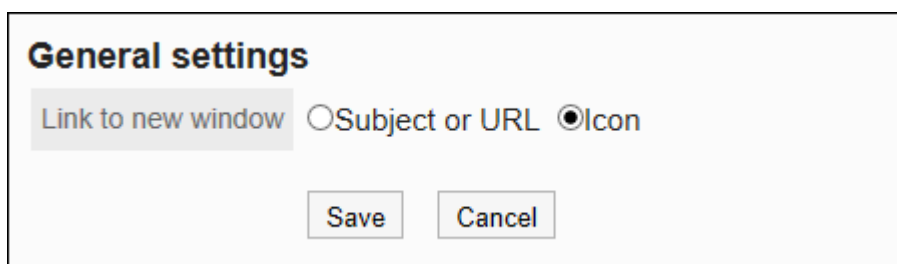 General settings
Link to new window Subject or URL Icon
Save Cancel